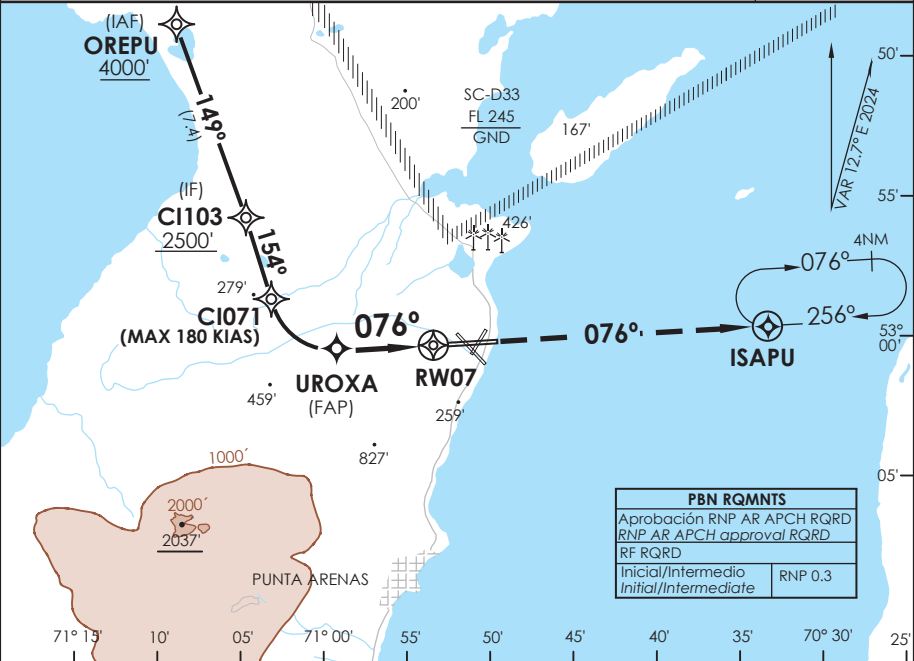 (IAF)
OREPU
4000'
149°
(7.4)
(IF)
CI103
2500'
154°
279'
CI071
(MAX 180 KIAS)
076°
UROXA
(FAP)
RW07
459'
259'
827'
200'
SC-D33
FL 245
GND
167'
426'
50'
VAR 12.7° E 2024
55'
4NM
076°
256°
53°
00'
076°
ISAPU
05'
1000´
2000´
2037'
PUNTA ARENAS
PBN RQMNTS
Aprobación RNP AR APCH RQRD
RNP AR APCH approval RQRD
RF RQRD
Inicial/Intermedio
Initial/Intermediate
RNP 0.3
71° 15' 10' 05' 71° 00' 55' 50' 45' 40' 35' 70° 30' 25'